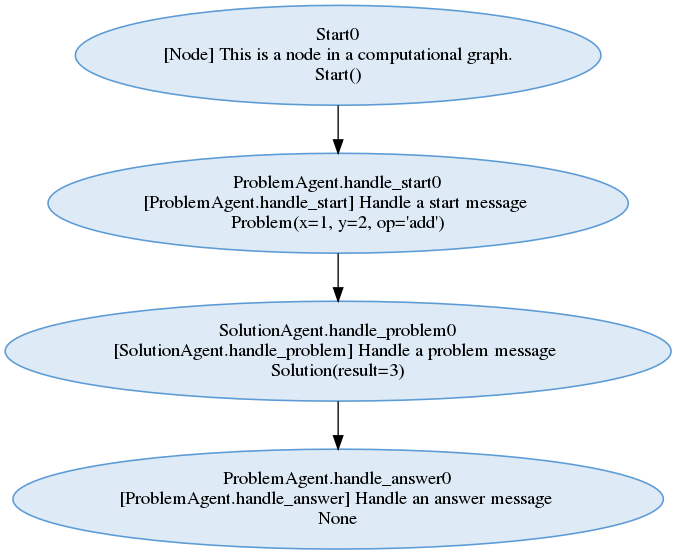 Start0
[Node] This is a node in a computational graph.
Start()
ProblemAgent.handle_start0
[ProblemAgent.handle_start] Handle a start message
Problem(x=1, y=2, op='add')
SolutionAgent.handle_problem0
[SolutionAgent.handle_problem] Handle a problem message
Solution(result=3)
ProblemAgent.handle_answer0
[ProblemAgent.handle_answer] Handle an answer message
None